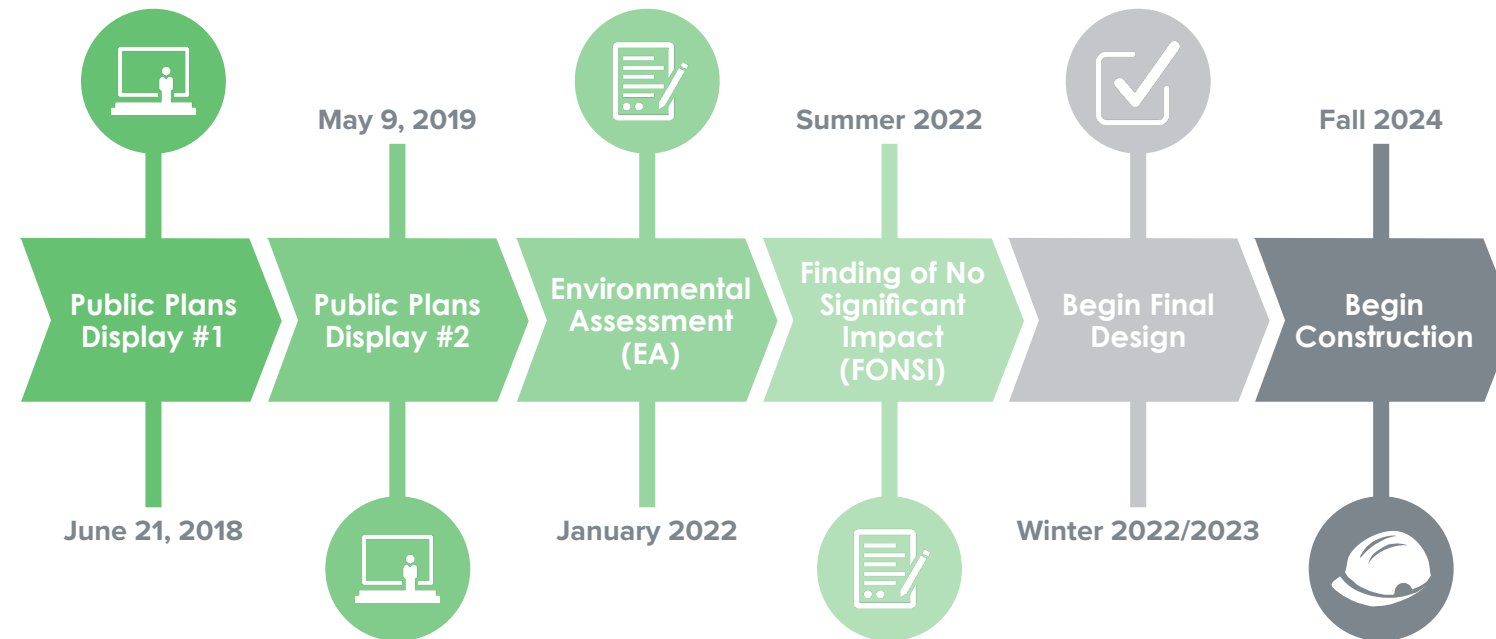 May 9, 2019
Summer 2022
Fall 2024
Public Plans
Display #1
Public Plans
Display #2
Environmental
Assessment
(EA)
Finding of No
Significant
Impact
(FONSI)
Begin Final
Design
Begin
Construction
June 21, 2018
January 2022
Winter 2022/2023